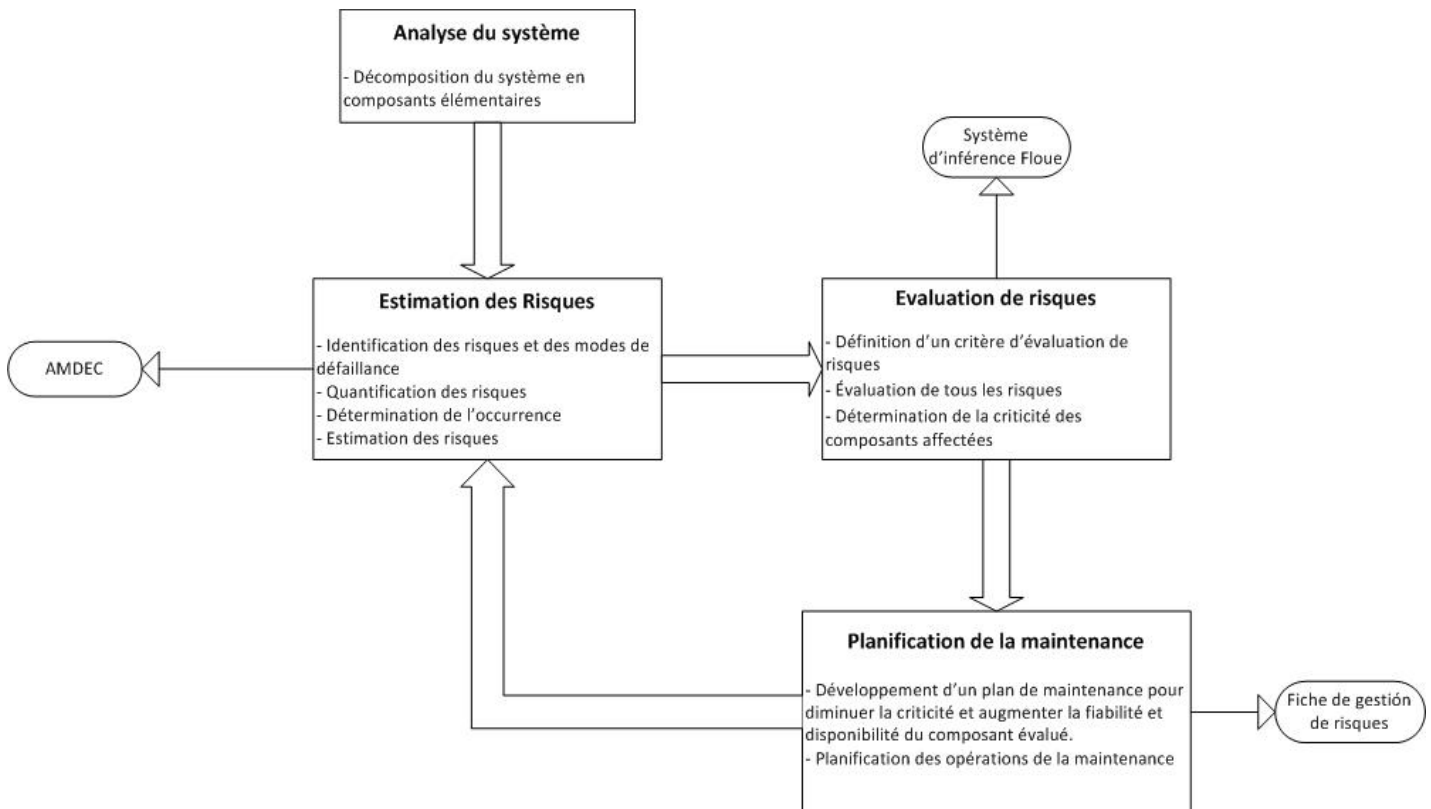 Analyse du système
- Décomposition du système en
composants élémentaires
Système
d'inférence Floue
Estimation des Risques
- Identification des risques et des modes de
défaillance
- Quantification des risques
- Détermination de l'occurrence
- Estimation des risques
AMDEC
Evaluation de risques
- Définition d'un critère d'évaluation de
risques
- Évaluation de tous les risques
- Détermination de la criticité des
composants affectées
Planification de la maintenance
- Développement d'un plan de maintenance pour
diminuer la criticité et augmenter la fiabilité et
disponibilité du composant évalué.
- Planification des opérations de la maintenance
Fiche de gestión
de risques